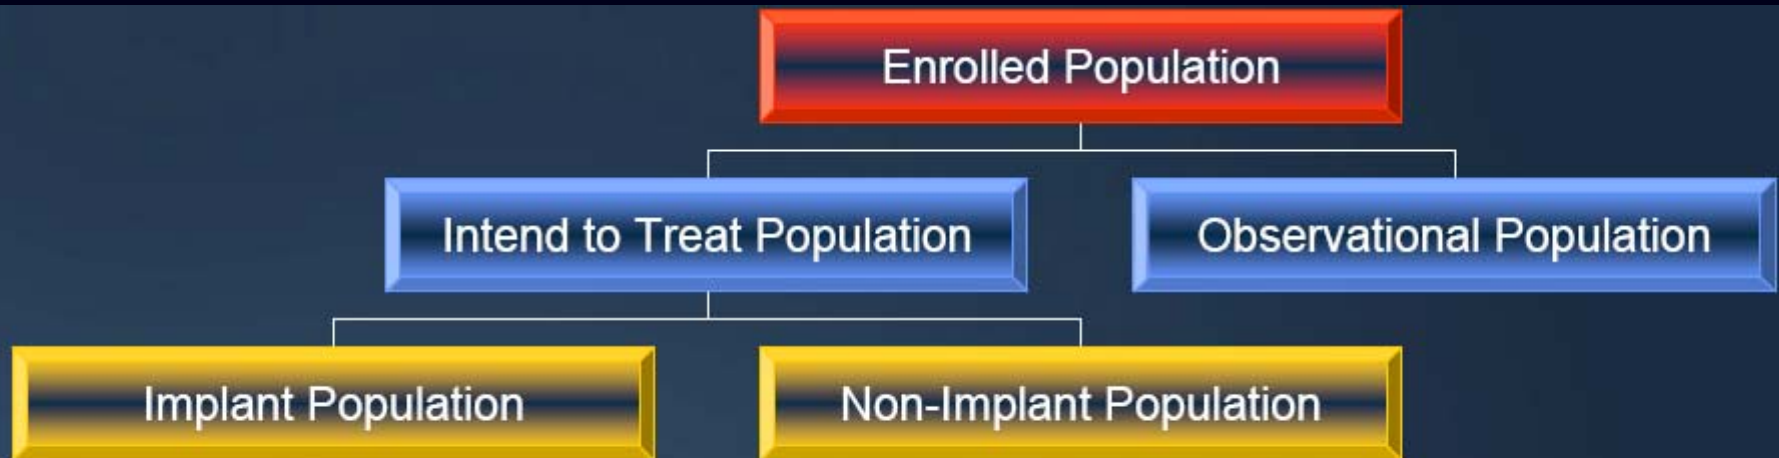 Enrolled Population
Intend to Treat Population
Observational Population
Implant Population
Non-Implant Population